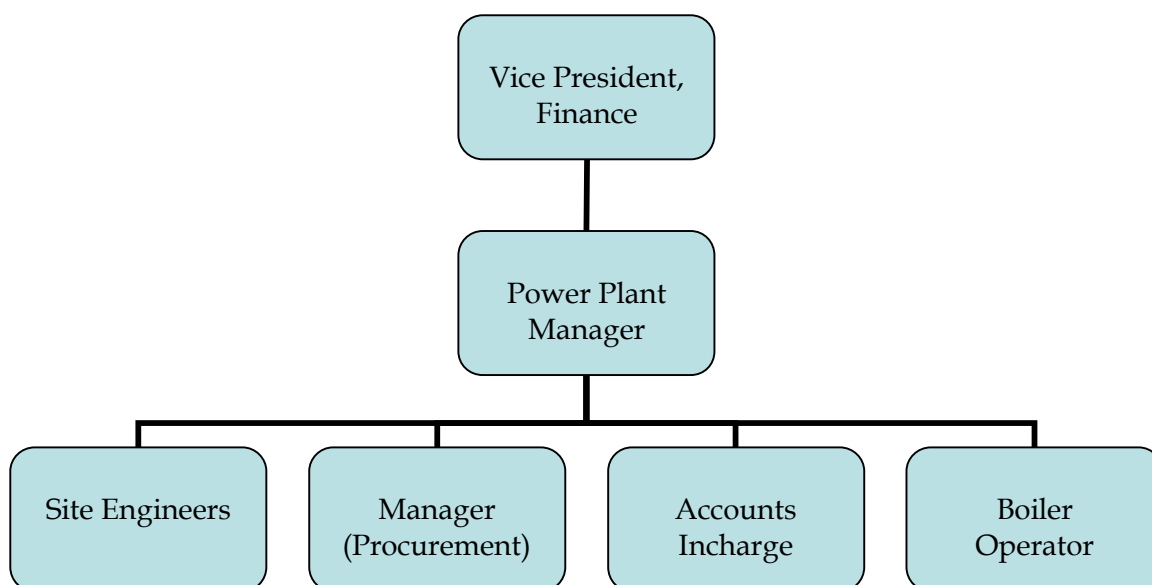 Vice President,
Finance
Power Plant
Manager
Site Engineers
Manager
(Procurement)
Accounts
Incharge
Boiler
Operator